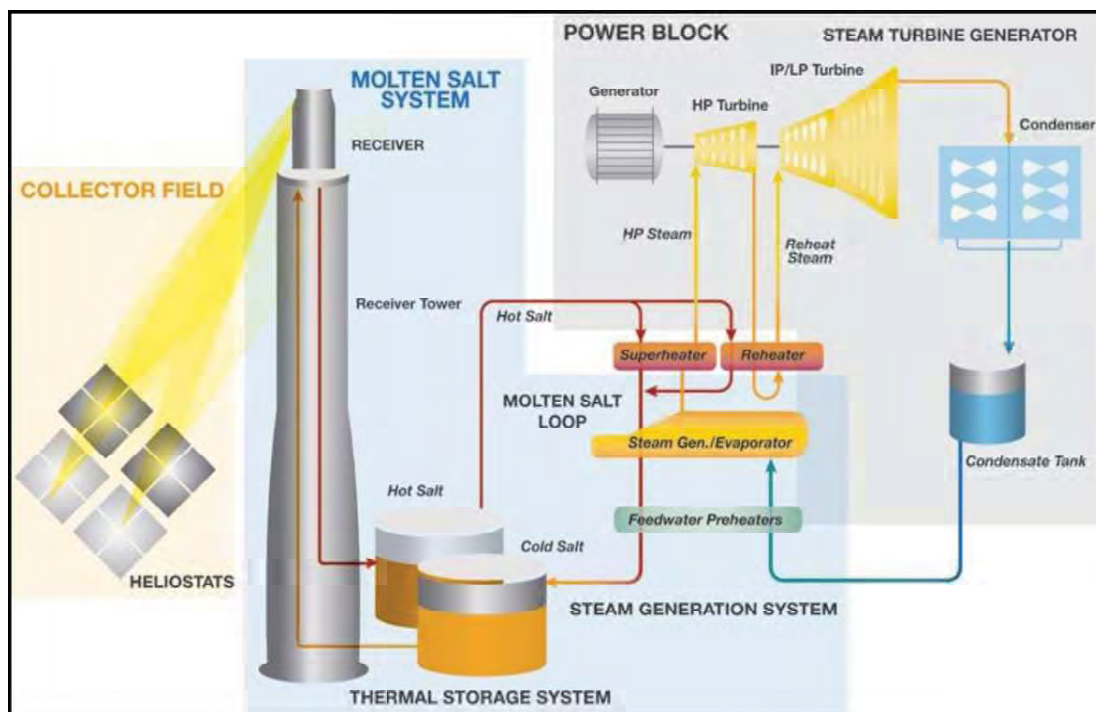 POWER BLOCK
STEAM TURBINE GENERATOR
IP/LP Turbine
MOLTEN SALT
SYSTEM
Generator
HP Turbine
Condenser
RECEIVER
COLLECTOR FIELD
HP Steam
Reheat
Steam
Receiver Tower
Hot Salt
Superheater
Reheater
MOLTEN SALT
LOOP
Steam Gen./Evaporator
Condensate Tank
Hot Salt
Feedwater Preheaters
Cold Salt
HELIOSTATS
STEAM GENERATION SYSTEM
THERMAL STORAGE SYSTEM